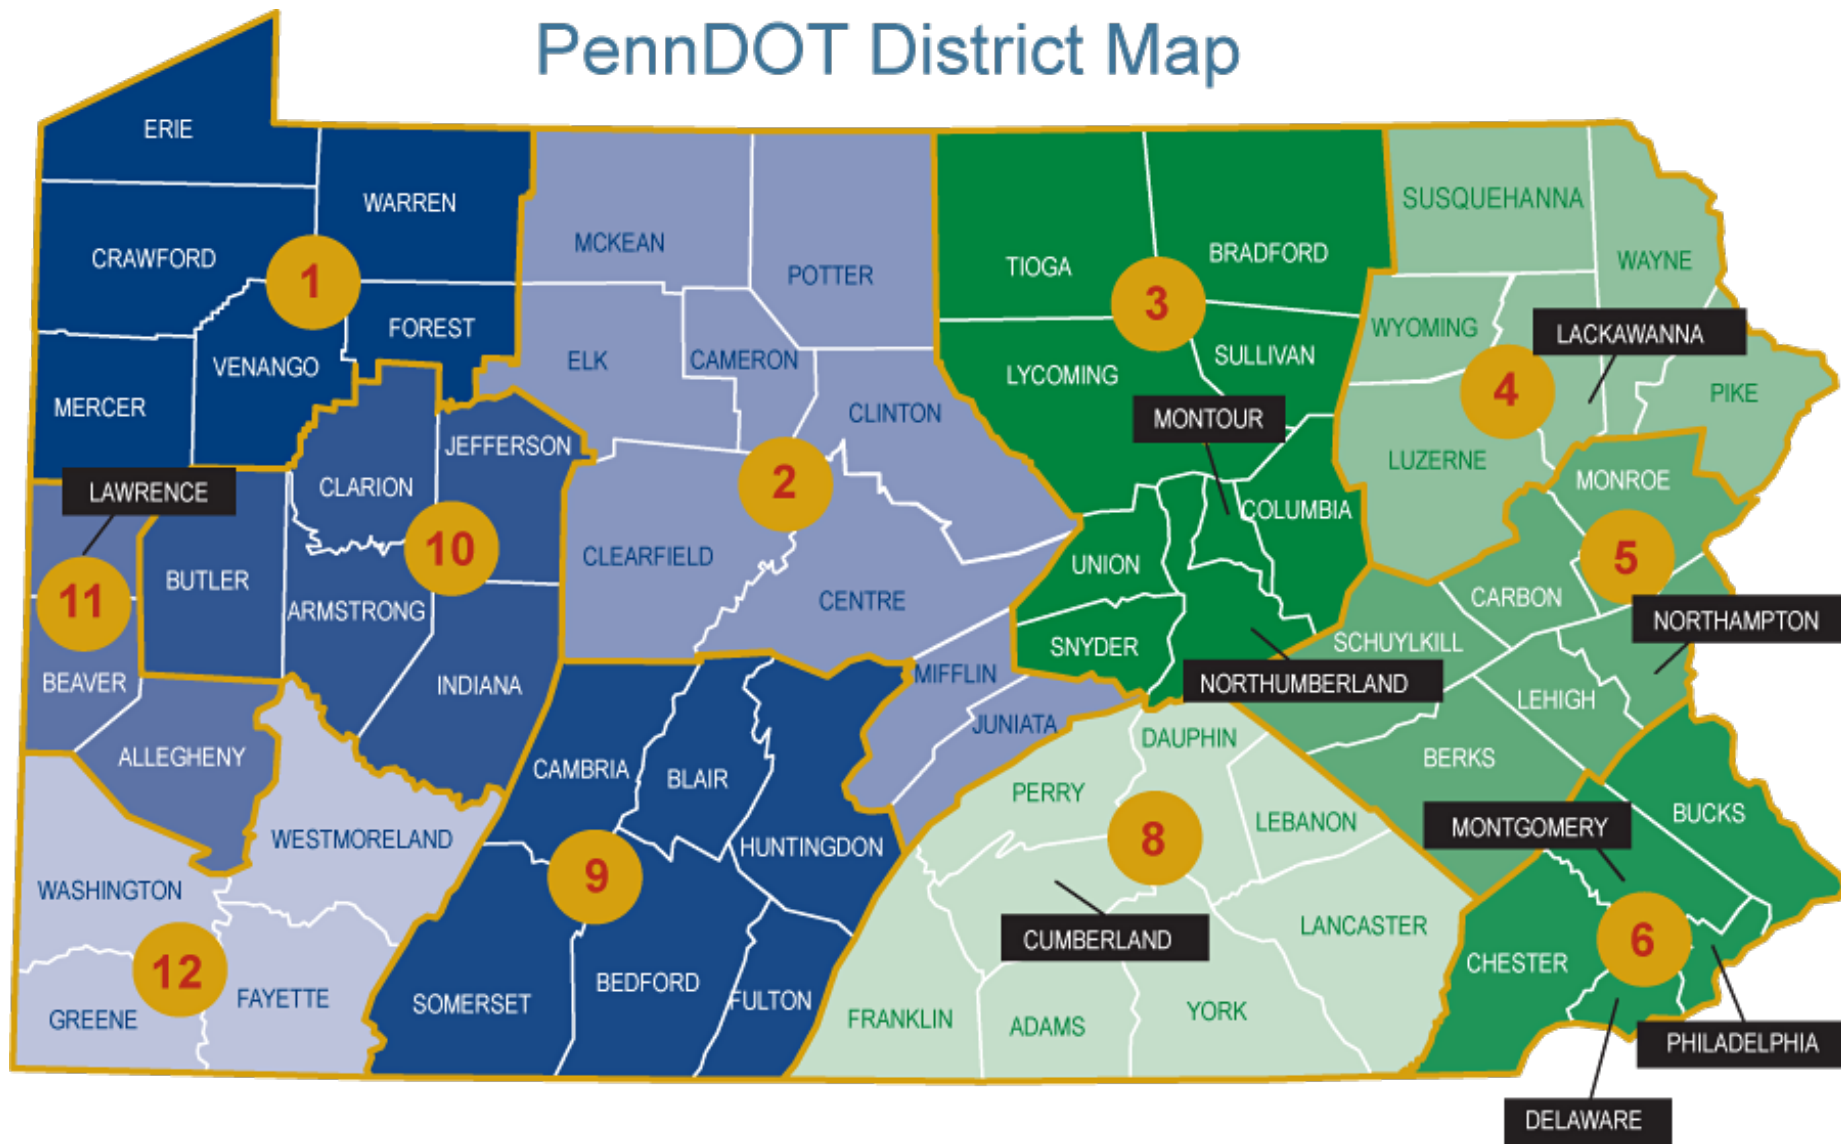 PennDOT District Map
ERIE
WARREN
CRAWFORD
1
FOREST
VENANGO
MERCER
MCKEAN
POTTER
ELK
CAMERON
CLINTON
2
CLEARFIELD
CENTRE
MIFFLIN
JUNIATA
TIOGA
BRADFORD
3
SULLIVAN
LYCOMING
MONTOUR
COLUMBIA
UNION
SNYDER
NORTHUMBERLAND
SUSQUEHANNA
WAYNE
WYOMING
LACKAWANNA
4
PIKE
LUZERNE
MONROE
5
CARBON
NORTHAMPTON
SCHUYLKILL
LEHIGH
BERKS
JEFFERSON
CLARION
10
BUTLER
ARMSTRONG
INDIANA
LAWRENCE
11
BEAVER
ALLEGHENY
WESTMORELAND
WASHINGTON
12
FAYETTE
GREENE
CAMBRIA
BLAIR
HUNTINGDON
9
SOMERSET
BEDFORD
FULTON
DAUPHIN
PERRY
LEBANON
8
CUMBERLAND
LANCASTER
FRANKLIN
ADAMS
YORK
MONTGOMERY
BUCKS
6
CHESTER
PHILADELPHIA
DELAWARE